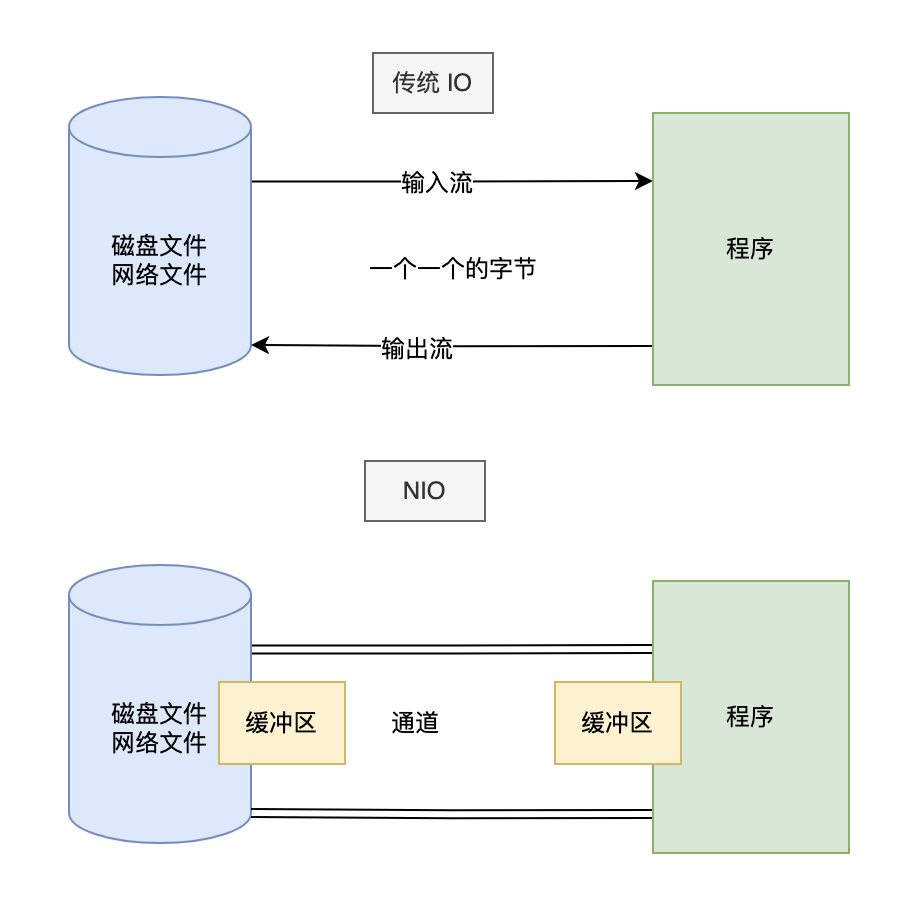 传统 IO
输入流
磁盘文件
网络文件
程序
一个一个的字节
输出流
NIO
磁盘文件
网络文件
缓冲区
通道
缓冲区
程序